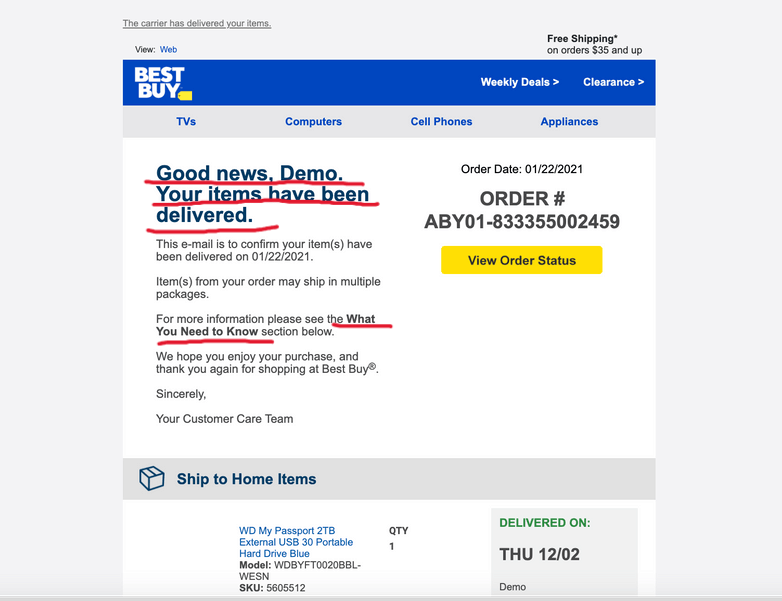 The carrier has delivered your items.
Free Shipping*
View: Web
on orders $35 and up
BEST
BUY
Weekly Deals >
Clearance >
TVs
Computers
Cell Phones
Appliances
Good news, Demo.
Your items have been
delivered.
This e-mail is to confirm your item(s) have
been delivered on 01/22/2021.
Item(s) from your order may ship in multiple
packages.
For more information please see the What
You Need to Know section below.
We hope you enjoy your purchase, and
thank you again for shopping at Best Buy®.
Sincerely,
Your Customer Care Team
Order Date: 01/22/2021
ORDER #
ABY01-833355002459
View Order Status
Ship to Home Items
WD My Passport 2TB
External USB 30 Portable
Hard Drive Blue
Model: WDBYFT0020BBL-
WESN
SKU: 5605512
QTY
1
DELIVERED ON:
THU 12/02
Demo